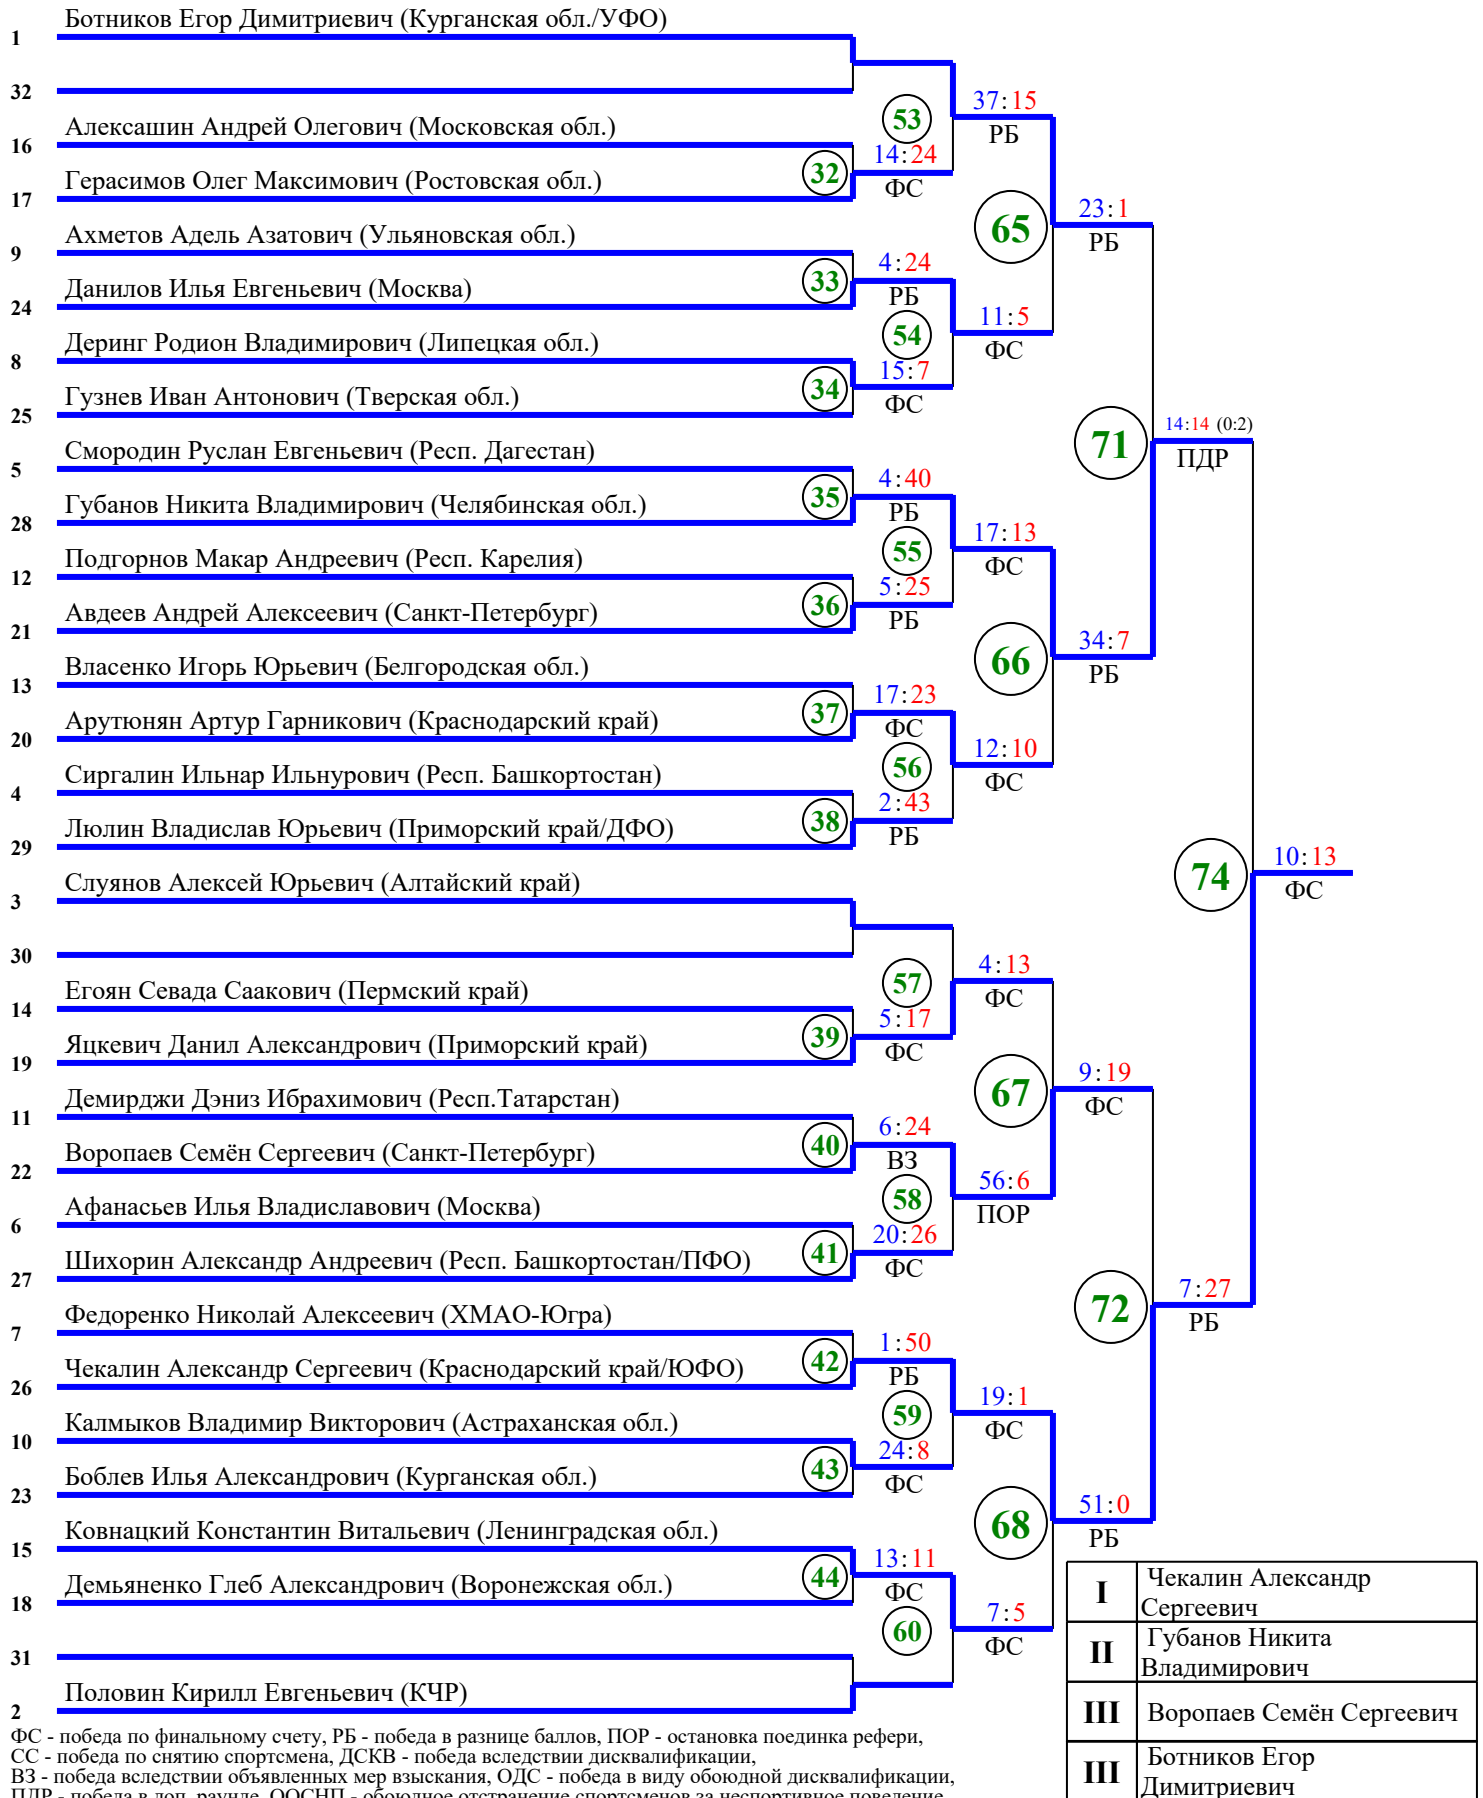 Ботников Егор Димитриевич (Курганская обл./УФО)
1
32
Алексашин Андрей Олегович (Московская обл.)
16
Герасимов Олег Максимович (Ростовская обл.)
17
Ахметов Адель Азатович (Ульяновская обл.)
9
Данилов Илья Евгеньевич (Москва)
24
Деринг Родион Владимирович (Липецкая обл.)
8
Гузнев Иван Антонович (Тверская обл.)
25
Смородин Руслан Евгеньевич (Респ. Дагестан)
5
Губанов Никита Владимирович (Челябинская обл.)
28
Подгорнов Макар Андреевич (Респ. Карелия)
12
Авдеев Андрей Алексеевич (Санкт-Петербург)
21
Власенко Игорь Юрьевич (Белгородская обл.)
13
Арутюнян Артур Гарникович (Краснодарский край)
20
Сиргалин Ильнар Ильнурович (Респ. Башкортостан)
4
Люлин Владислав Юрьевич (Приморский край/ДФО)
29
Слуянов Алексей Юрьевич (Алтайский край)
3
30
Егоян Севада Саакович (Пермский край)
14
Яцкевич Данил Александрович (Приморский край)
19
Демирджи Дэниз Ибрахимович (Респ.Татарстан)
11
Воропаев Семён Сергеевич (Санкт-Петербург)
22
Афанасьев Илья Владиславович (Москва)
6
Шихорин Александр Андреевич (Респ. Башкортостан/ПФО)
27
Федоренко Николай Алексеевич (ХМАО-Югра)
7
Чекалин Александр Сергеевич (Краснодарский край/ЮФО)
26
Калмыков Владимир Викторович (Астраханская обл.)
10
Боблев Илья Александрович (Курганская обл.)
23
Ковнацкий Константин Витальевич (Ленинградская обл.)
15
Демьяненко Глеб Александрович (Воронежская обл.)
18
31
Половин Кирилл Евгеньевич (КЧР)
2
32
14:24
ФС
33
4:24
РБ
34
15:7
ФС
35
4:40
РБ
36
5:25
РБ
37
17:23
ФС
38
2:43
РБ
39
5:17
ФС
40
6:24
ВЗ
41
20:26
ФС
42
1:50
РБ
43
24:8
ФС
44
13:11
ФС
53
37:15
РБ
54
11:5
ФС
55
17:13
ФС
56
12:10
ФС
57
4:13
ФС
58
56:6
ПОР
59
19:1
ФС
60
7:5
ФС
65
23:1
РБ
66
34:7
РБ
67
9:19
ФС
68
51:0
РБ
71
14:14 (0:2)
ПДР
72
7:27
РБ
74
10:13
ФС
I
Чекалин Александр
Сергеевич
II
Губанов Никита
Владимирович
III
Воропаев Семён Сергеевич
III
Ботников Егор
Димитриевич
ФС - победа по финальному счету, РБ - победа в разнице баллов, ПОР - остановка поединка рефери,
СС - победа по снятию спортсмена, ДСКВ - победа вследствии дисквалификации,
ВЗ - победа вследствии объявленных мер взыскания, ОДС - победа в виду обоюдной дисквалификации,
ПДР - победа в доп. раунде, ООСНП - обоюдное отстранение спортсменов за неспортивное поведение